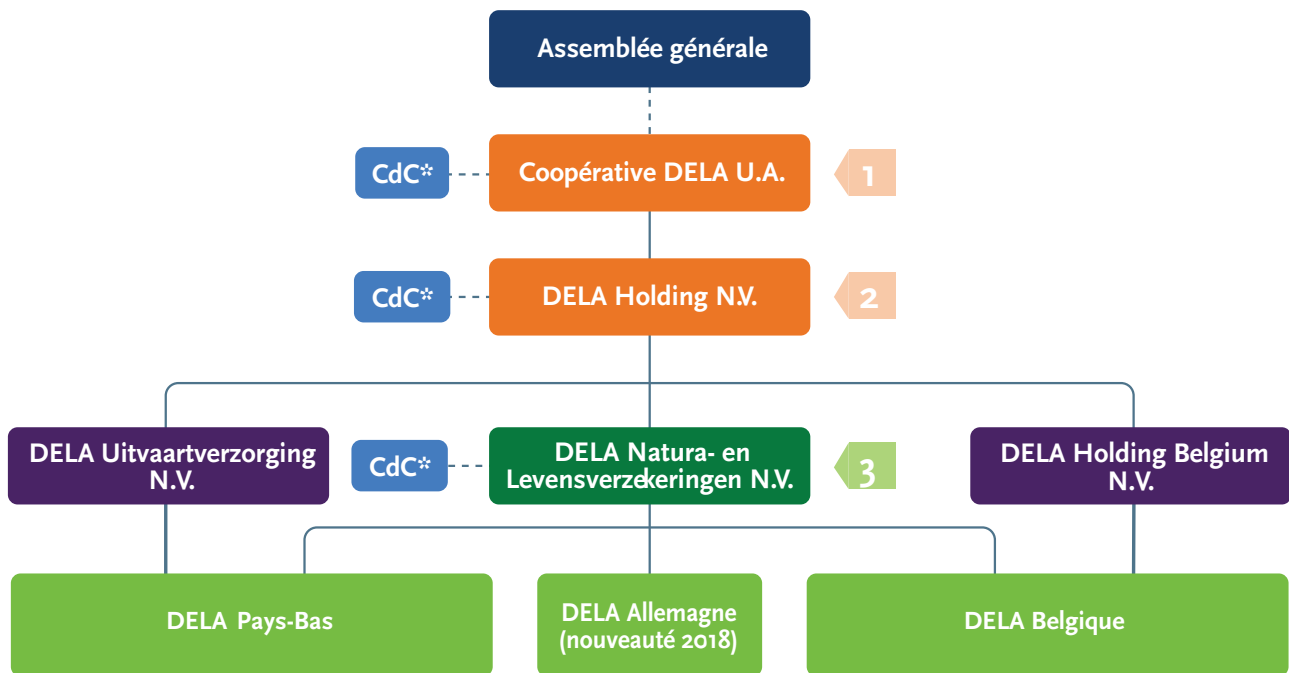 Assemblée générale
CdC*
Coopérative DELA U.A.
1
CdC*
DELA Holding N.V.
2
DELA Uitvaartverzorging
N.V.
CdC*
DELA Natura- en
Levensverzekeringen N.V.
3
DELA Holding Belgium
N.V.
DELA Pays-Bas
DELA Allemagne
(nouveauté 2018)
DELA Belgique